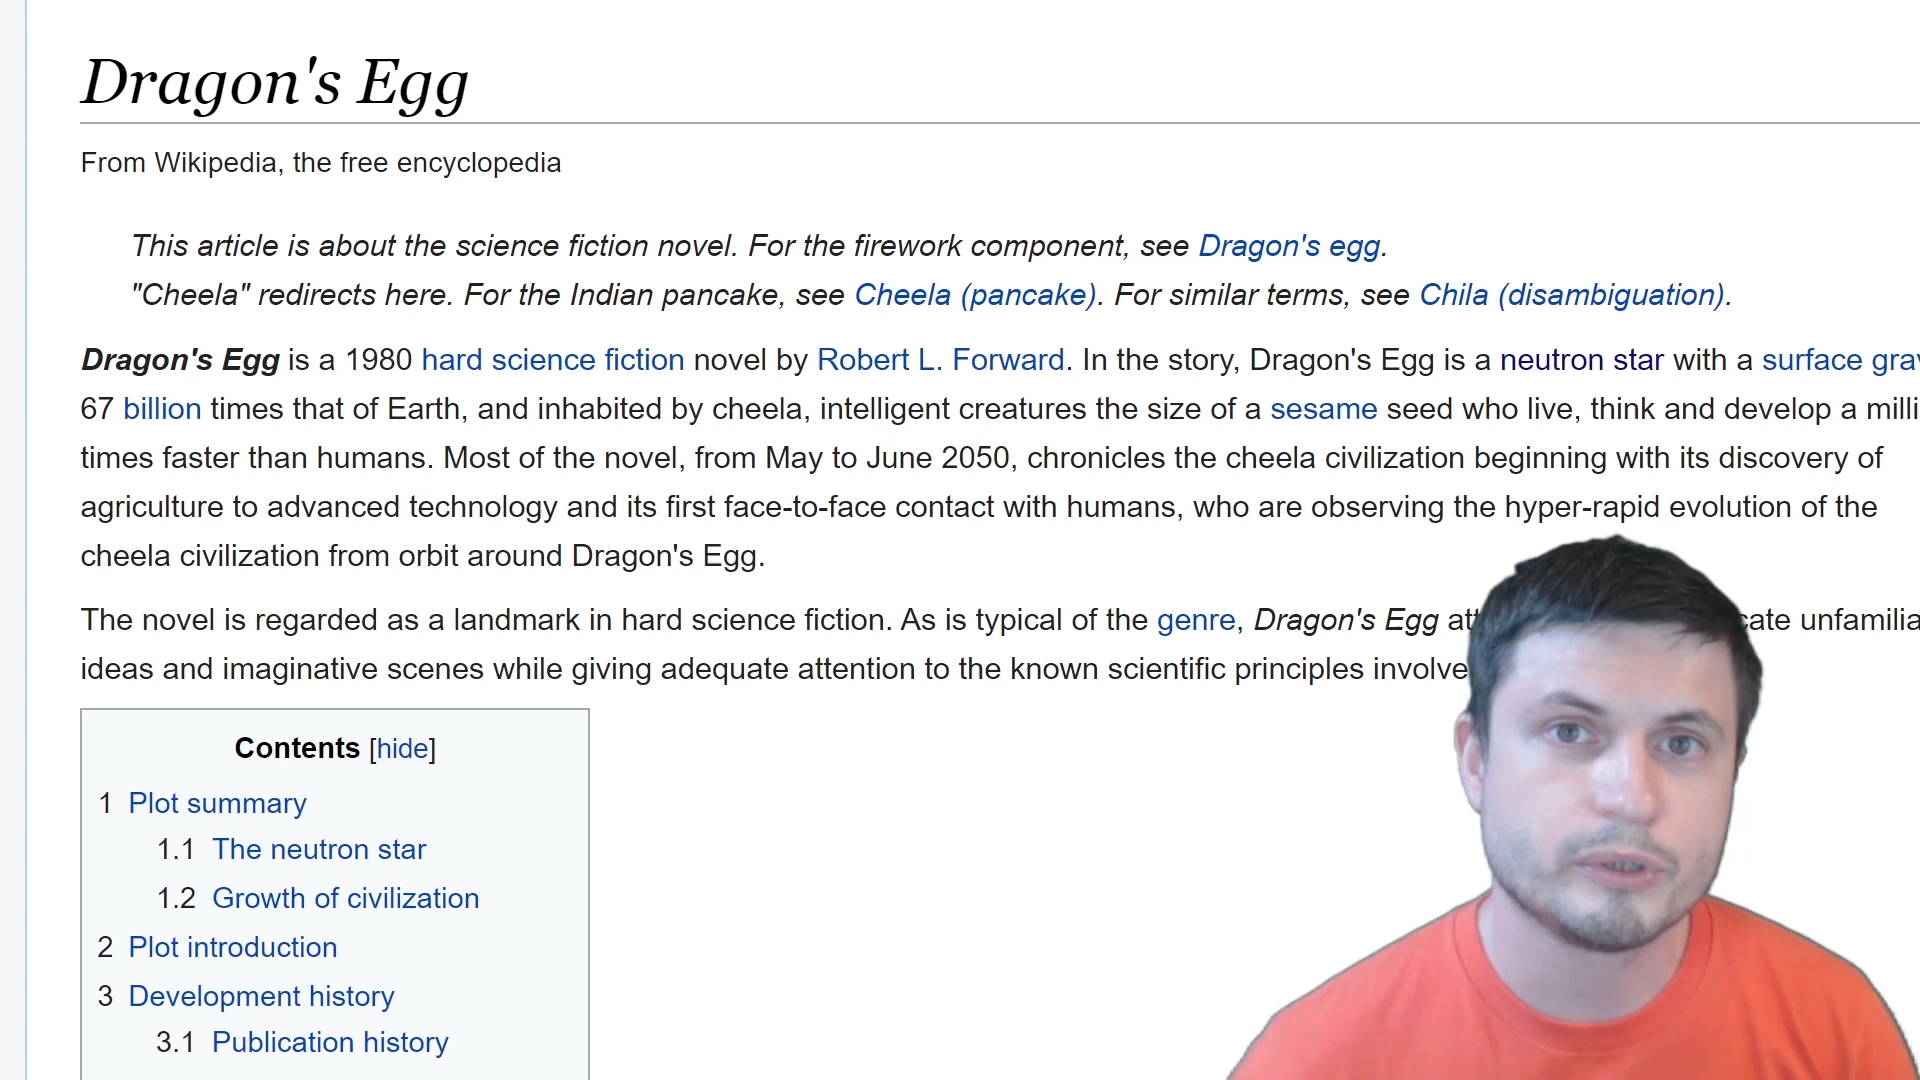 Dragon's Egg
From Wikipedia, the free encyclopedia
This article is about the science fiction novel. For the firework component, see Dragon's egg.
"Cheela" redirects here. For the Indian pancake, see Cheela (pancake). For similar terms, see Chila (disambiguation).
Dragon's Egg is a 1980 hard science fiction novel by Robert L. Forward. In the story, Dragon's Egg is a neutron star with a surface
67 billion times that of Earth, and inhabited by cheela, intelligent creatures the size of a sesame seed who live, think and develop a
times faster than humans. Most of the novel, from May to June 2050, chronicles the cheela civilization beginning with its discovery of
agriculture to advanced technology and its first face-to-face contact with humans, who are observing the hyper-rapid evolution of the
cheela civilization from orbit around Dragon's Egg.
The novel is regarded as a landmark in hard science fiction. As is typical of the genre, Dragon's Egg
ideas and imaginative scenes while giving adequate attention to the known scientific principles
Contents [hide]
1 Plot summary
1.1 The neutron star
1.2 Growth of civilization
2 Plot introduction
3 Development history
3.1 Publication history